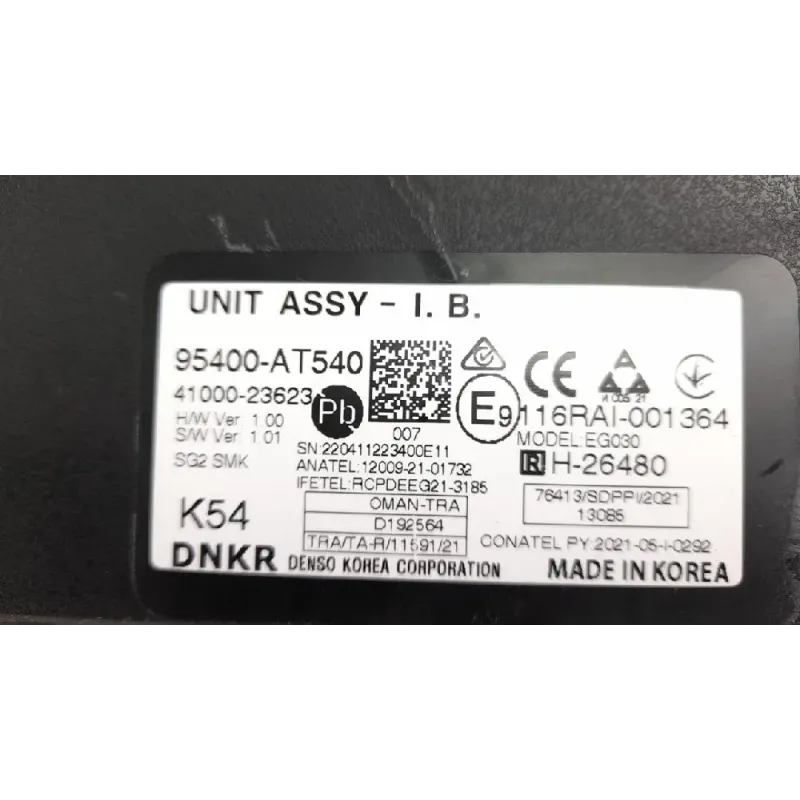 UNIT ASSY - I. B.
95400-AT540
41000-23623
Pb
H/W Ver: 1.00
S/W Ver: 1.01
SG2 SMK
007
SN:220411223400E11
ANATEL:12009-21-01732
IFETEL:RCPDEEG21-3185
CE
E9 116RAI-001364
MODEL:EG030
R H-26480
K54
OMAN-TRA
D192564
TRA/TA-R/11591/21
76413/SDPPI/2021
13085
CONATEL PY:2021-05-I-0292
DNKR DENSO KOREA CORPORATION
MADE IN KOREA